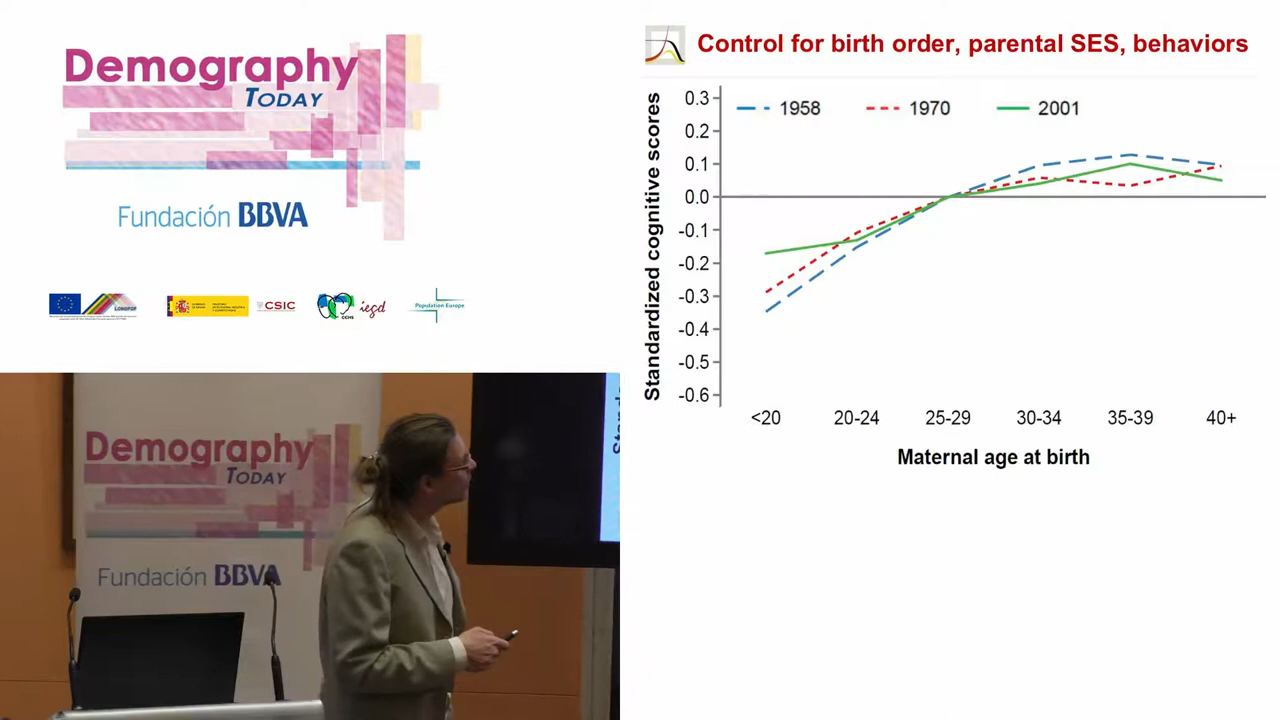 Demography
TODAY
Fundación BBVA
LONGPOP
CSIC
CCHS
iegd
Population Europe
Control for birth order, parental SES, behaviors
Standardized cognitive scores
1958
1970
2001
0.3
0.2
0.1
0.0
-0.1
-0.2
-0.3
-0.4
-0.5
-0.6
<20
20-24
25-29
30-34
35-39
40+
Maternal age at birth
Demography
TODAY
Fundación BBVA